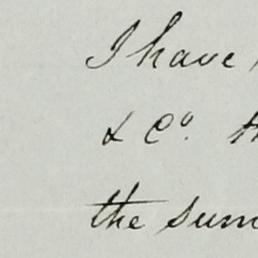 I have
& Co.
the sum